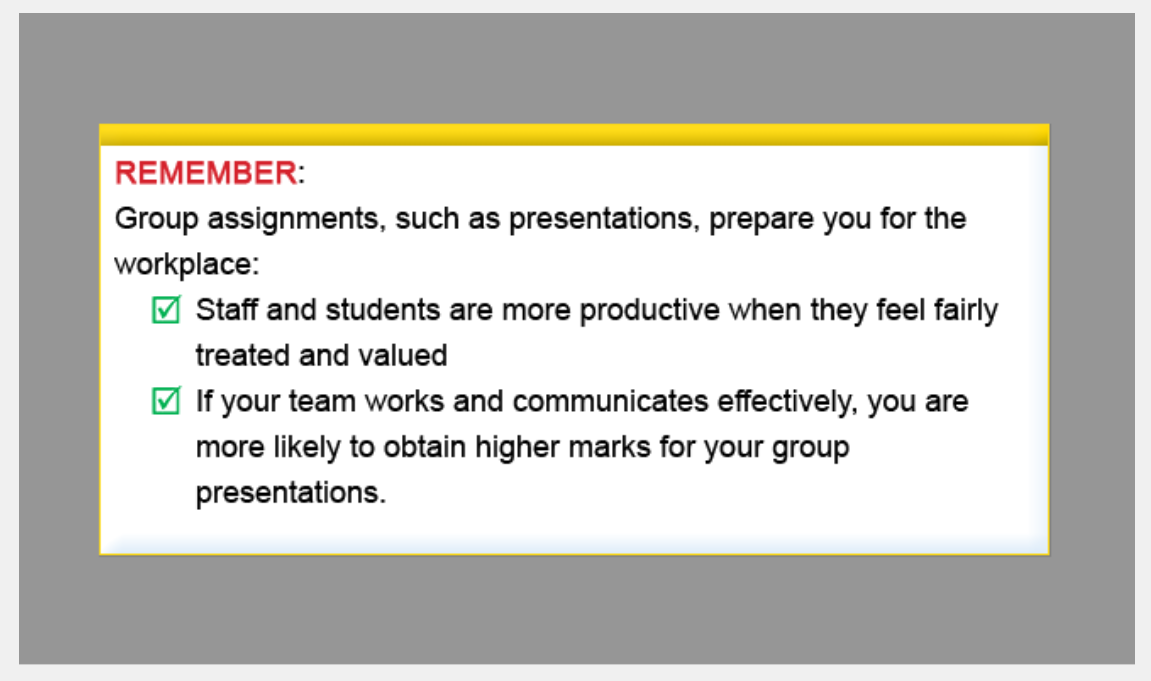 REMEMBER:
Group assignments, such as presentations, prepare you for the
workplace:
Staff and students are more productive when they feel fairly
treated and valued
If your team works and communicates effectively, you are
more likely to obtain higher marks for your group
presentations.